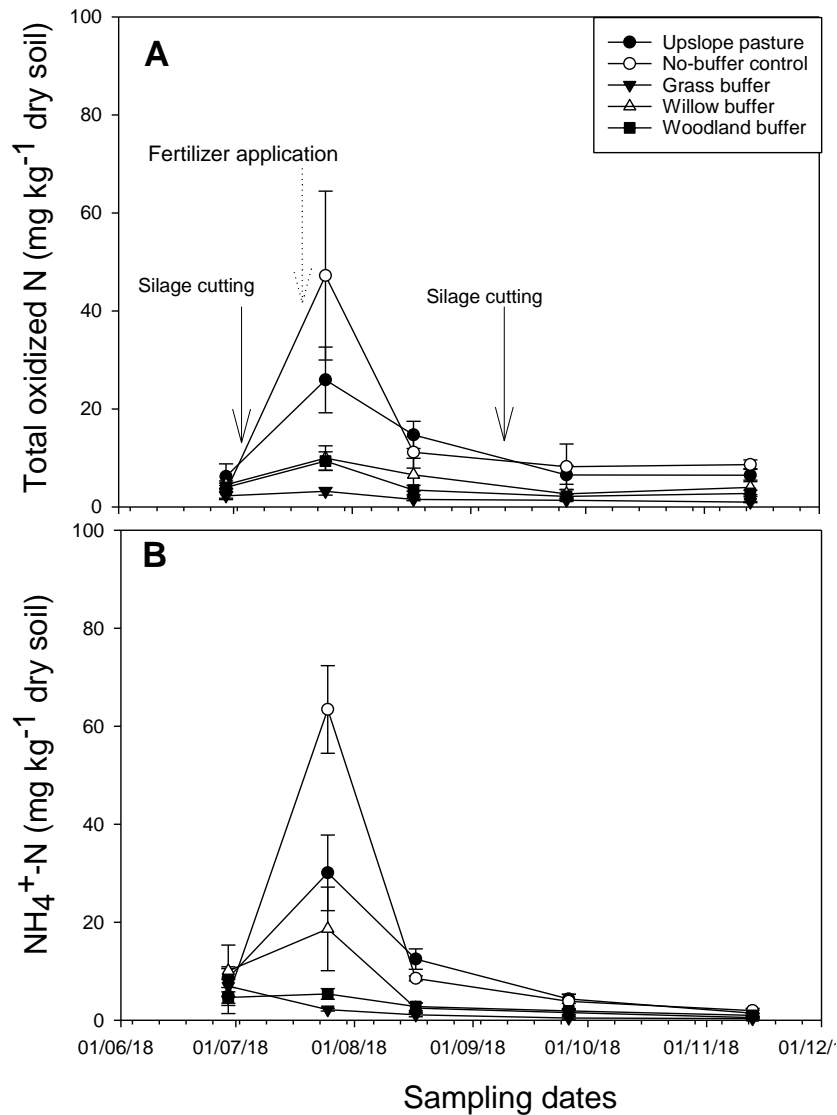 100
A
Upslope pasture
No-buffer control
Grass buffer
Willow buffer
Woodland buffer
80
Fertilizer application
60
Silage cutting
Silage cutting
40
20
0
Total oxidized N (mg kg⁻¹ dry soil)
100
B
80
60
40
20
0
NH₄⁺-N (mg kg⁻¹ dry soil)
01/06/18 01/07/18 01/08/18 01/09/18 01/10/18 01/11/18 01/12/
Sampling dates